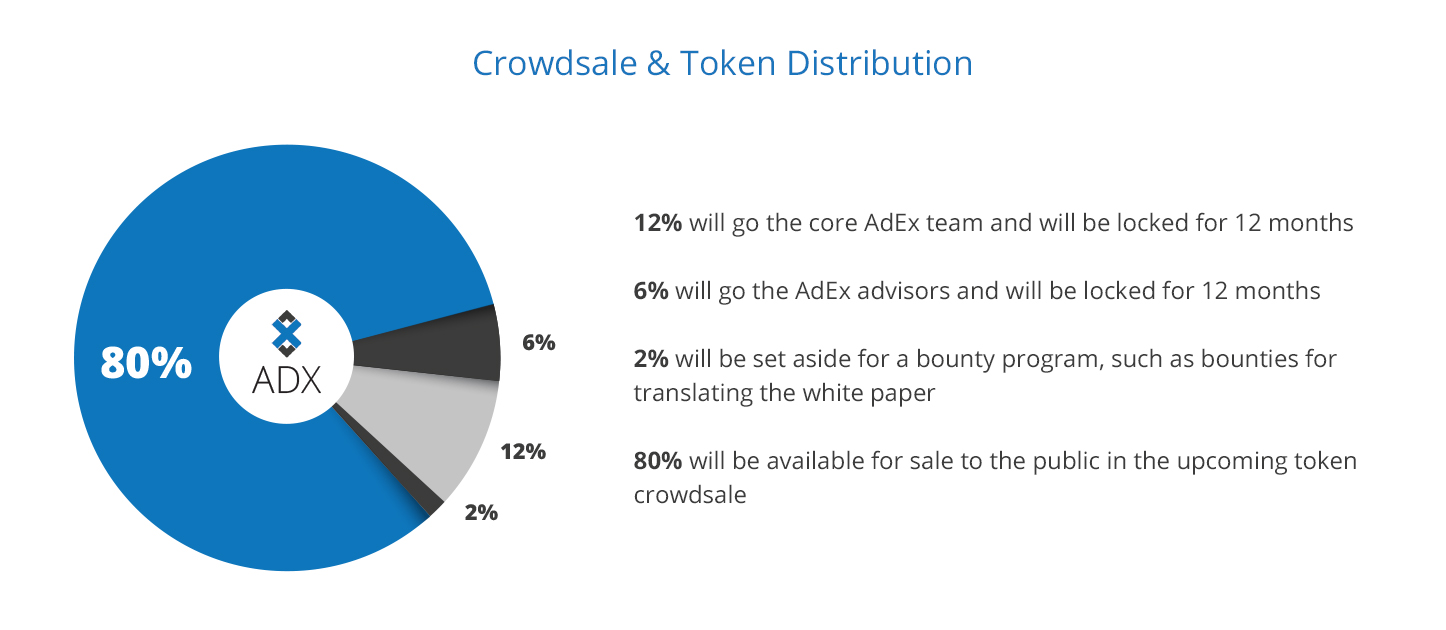 Crowdsale & Token Distribution
80%
ADX
6%
12%
2%
12% will go the core AdEx team and will be locked for 12 months
6% will go the AdEx advisors and will be locked for 12 months
2% will be set aside for a bounty program, such as bounties for
translating the white paper
80% will be available for sale to the public in the upcoming token
crowdsale